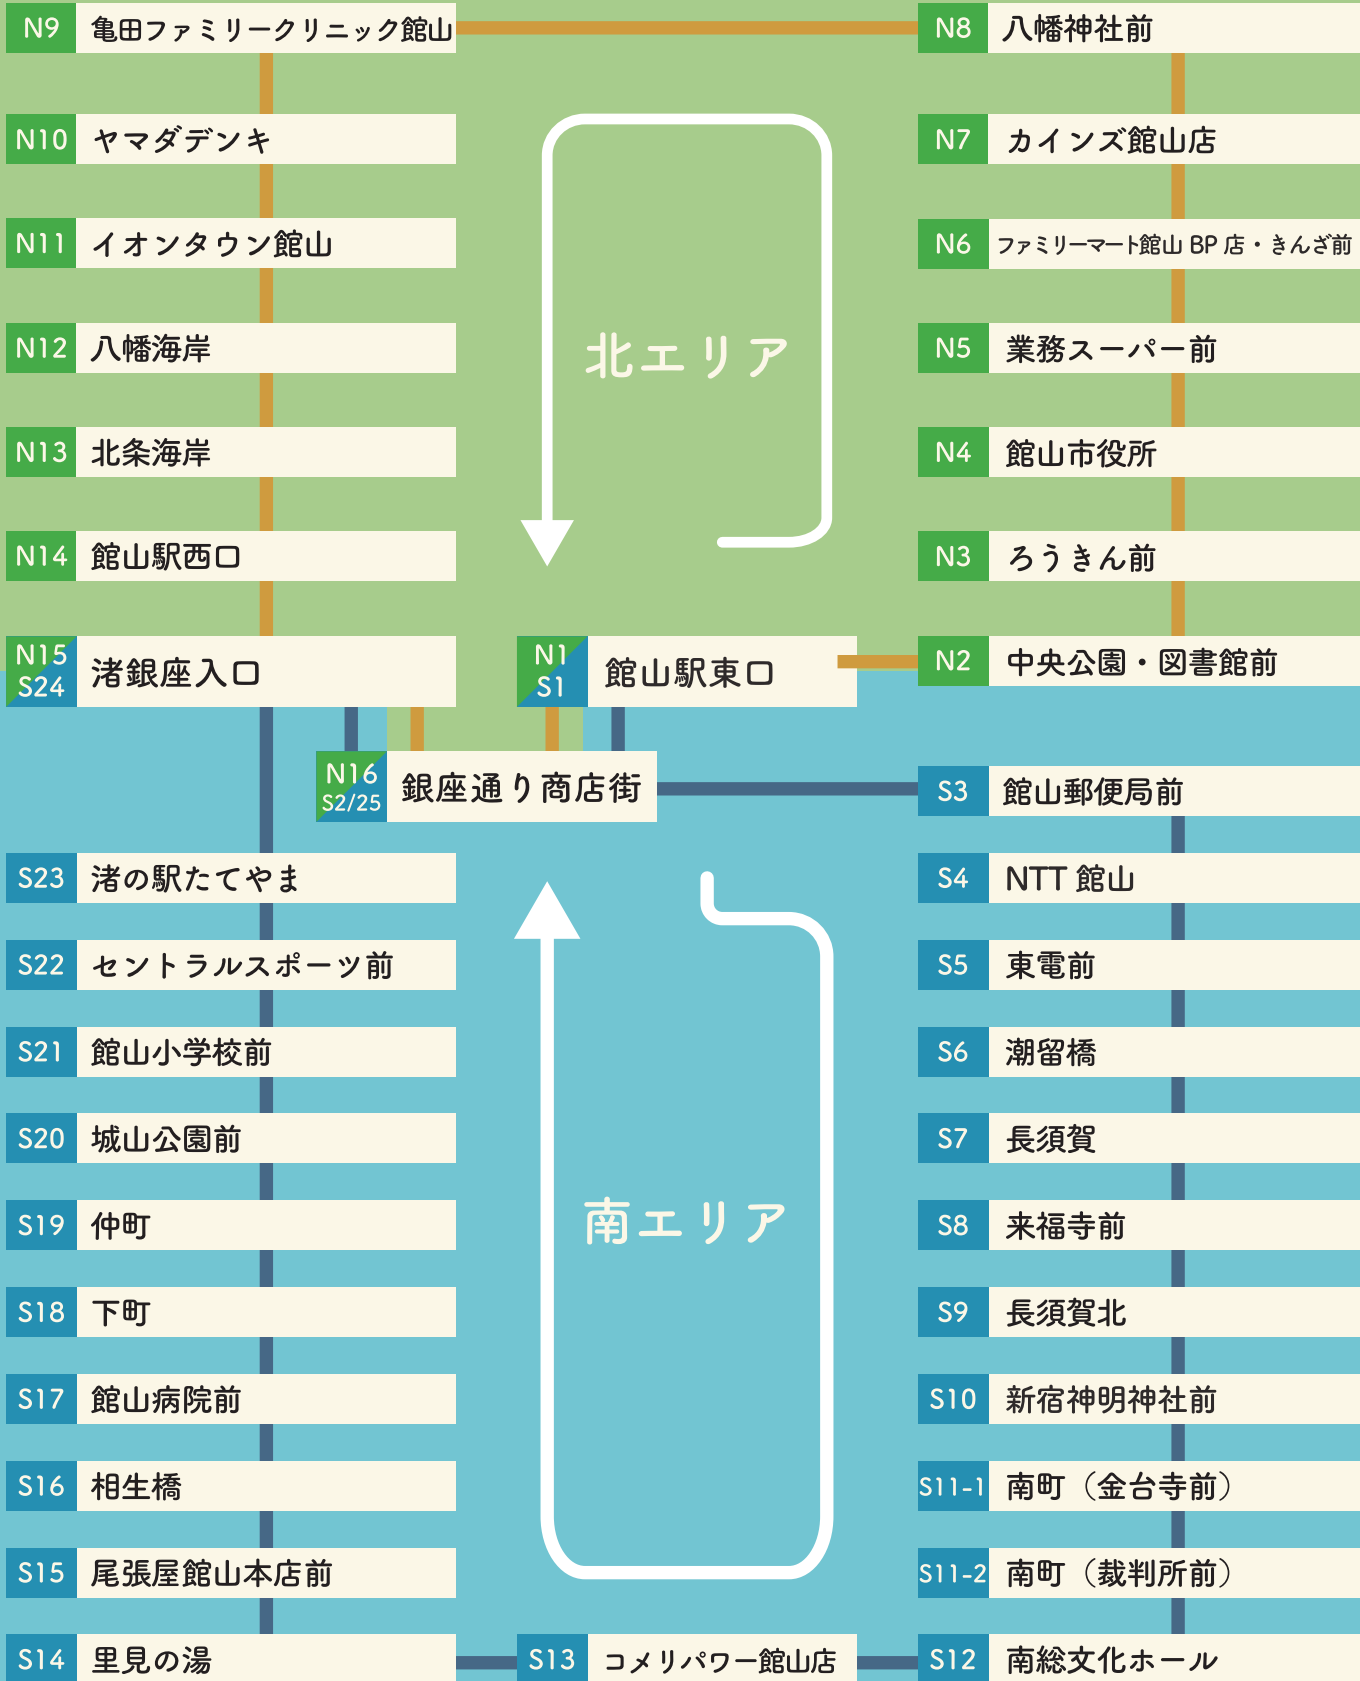 N9 亀田ファミリークリニック館山
N8 八幡神社前
N10 ヤマダデンキ
N7 カインズ館山店
N11 イオンタウン館山
N6 ファミリーマート館山 BP 店・きんざ前
N12 八幡海岸
北エリア
N5 業務スーパー前
N13 北条海岸
N4 館山市役所
N14 館山駅西口
N3 ろうきん前
N15
S24
渚銀座入口
N1
S1
館山駅東口
N2 中央公園・図書館前
N16
S2/25
銀座通り商店街
S3 館山郵便局前
S23 渚の駅たてやま
S4 NTT 館山
S22 セントラルスポーツ前
S5 東電前
S21 館山小学校前
S6 潮留橋
S20 城山公園前
S7 長須賀
S19 仲町
南エリア
S8 来福寺前
S18 下町
S9 長須賀北
S17 館山病院前
S10 新宿神明神社前
S16 相生橋
S11-1 南町（金台寺前）
S15 尾張屋館山本店前
S11-2 南町（裁判所前）
S14 里見の湯
S13 コメリパワー館山店
S12 南総文化ホール